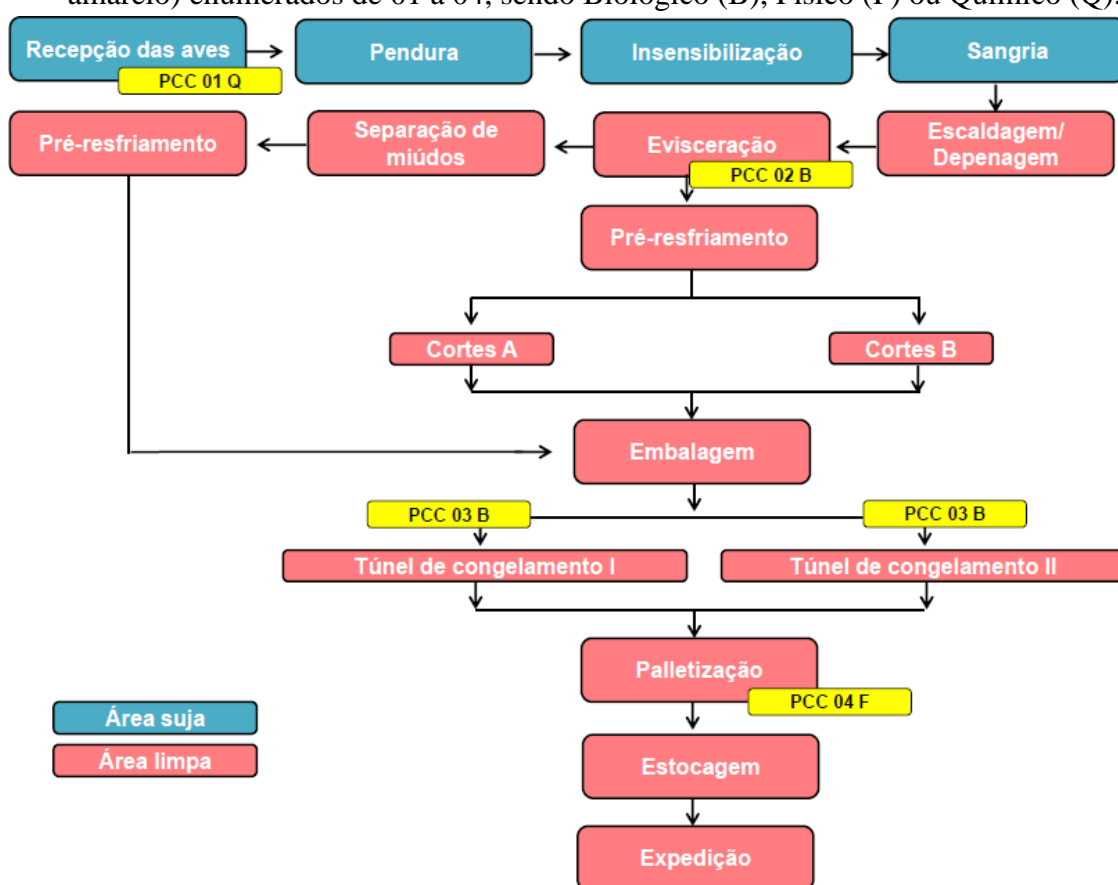 amarelo) enumerados de 01 a 04, sendo Biológico (B), Físico (F) ou Químico (Q).
Recepção das aves
PCC 01 Q
Pendura
Insensibilização
Sangria
Pré-resfriamento
Separação de
miúdos
Evisceração
PCC 02 B
Escaldagem/
Depenagem
Pré-resfriamento
Cortes A
Cortes B
Embalagem
PCC 03 B
PCC 03 B
Túnel de congelamento I
Túnel de congelamento II
Palletização
PCC 04 F
Área suja
Área limpa
Estocagem
Expedição